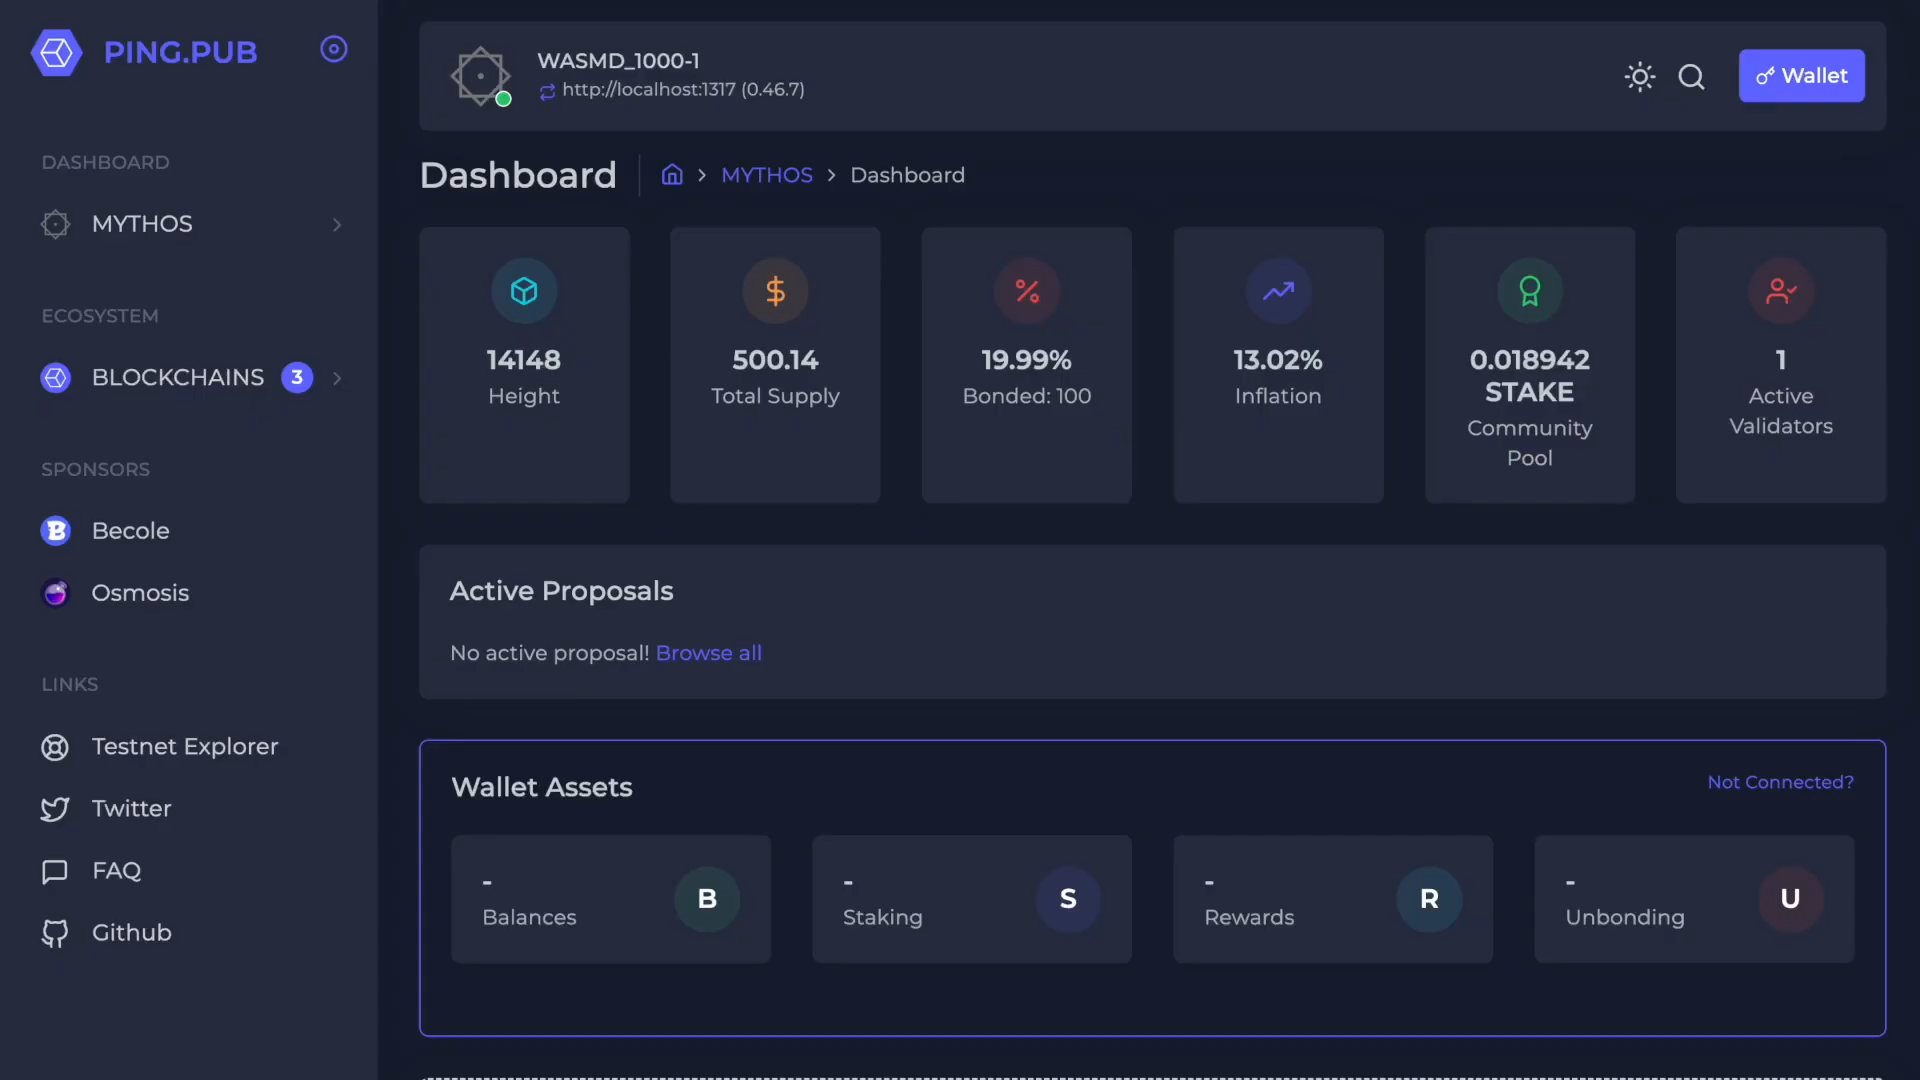 PING.PUB
DASHBOARD
MYTHOS
ECOSYSTEM
BLOCKCHAINS 3
SPONSORS
Becole
Osmosis
LINKS
Testnet Explorer
Twitter
FAQ
Github
WASMD_1000-1
http://localhost:1317 (0.46.7)
Wallet
Dashboard
MYTHOS > Dashboard
14148
Height
500.14
Total Supply
19.99%
Bonded: 100
13.02%
Inflation
0.018942
STAKE
Community
Pool
1
Active
Validators
Active Proposals
No active proposal! Browse all
Wallet Assets
Not Connected?
-
Balances
B
-
Staking
S
-
Rewards
R
-
Unbonding
U